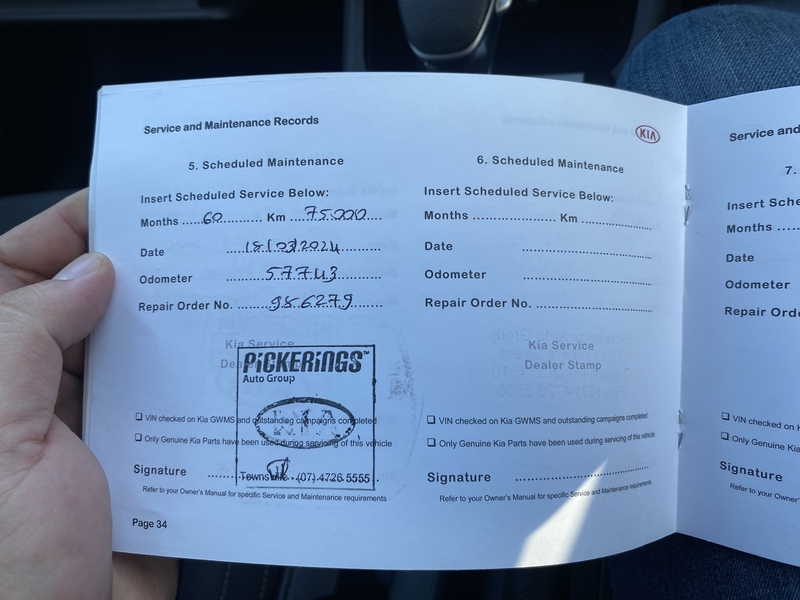 Service and Maintenance Records
5. Scheduled Maintenance
Insert Scheduled Service Below:
Months ......60............ Km ....75.000....
Date ......18/03/2024.........
Odometer ......57743.........
Repair Order No. ......986279.......
Kia Service
PiCKERiNGS™
Auto Group
KIA
☐ VIN checked on Kia GWMS and outstanding campaigns completed
☐ Only Genuine Kia Parts have been used during servicing of this vehicle
Signature ......
Townsville - (07) 4726 5555
Refer to your Owner's Manual for specific Service and Maintenance requirements
Page 34
KIA
6. Scheduled Maintenance
Insert Scheduled Service Below:
Months ..................... Km ..................
Date ..................................
Odometer ..................................
Repair Order No. ..............................
Kia Service
Dealer Stamp
☐ VIN checked on Kia GWMS and outstanding campaigns completed
☐ Only Genuine Kia Parts have been used during servicing of this vehicle
Signature ..................................
Refer to your Owner's Manual for specific Service and Maintenance requirements
Service and
7.
Insert Sche
Months ....
Date
Odometer
Repair Ord
Kia
☐ VIN checked on
☐ Only Genuine Kia
Signature
Refer to your Owner's